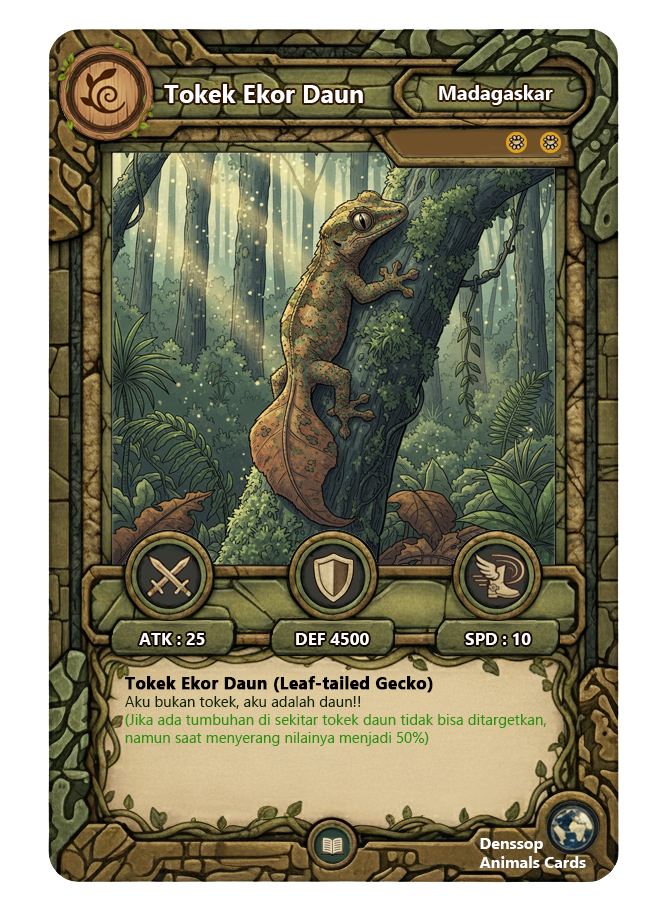 Tokek Ekor Daun
Madagaskar
ATK : 25
DEF 4500
SPD : 10
Tokek Ekor Daun (Leaf-tailed Gecko)
Aku bukan tokek, aku adalah daun!!
(Jika ada tumbuhan di sekitar tokek daun tidak bisa ditargetkan,
namun saat menyerang nilainya menjadi 50%)
Denssop
Animals Cards